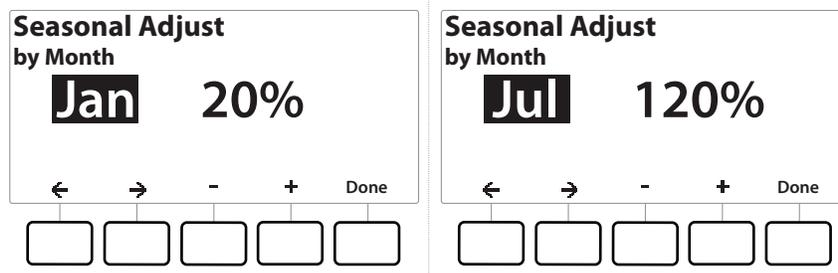 Seasonal Adjust
by Month
Jan 20%
← → - + Done
Seasonal Adjust
by Month
Jul 120%
← → - + Done